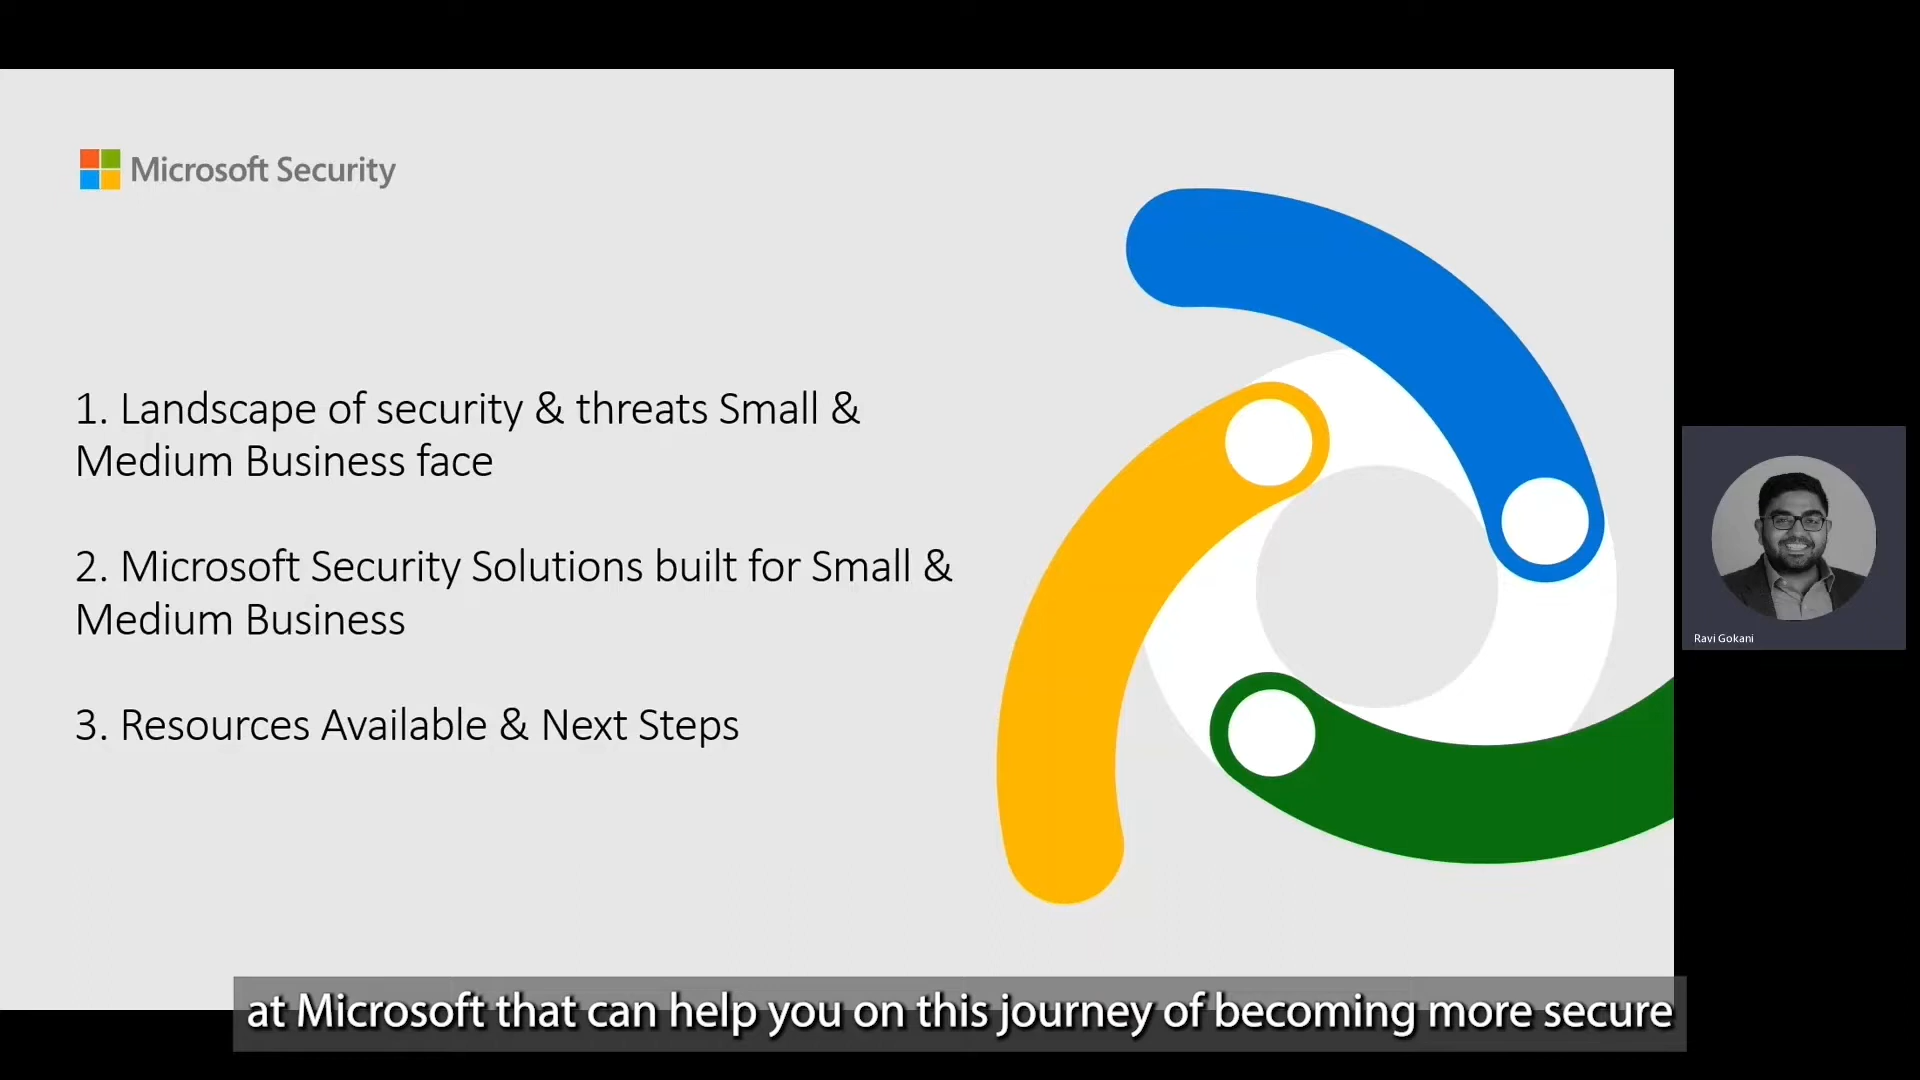 Microsoft Security
1. Landscape of security & threats Small &
Medium Business face
2. Microsoft Security Solutions built for Small &
Medium Business
3. Resources Available & Next Steps
Ravi Gokani
at Microsoft that can help you on this journey of becoming more secure